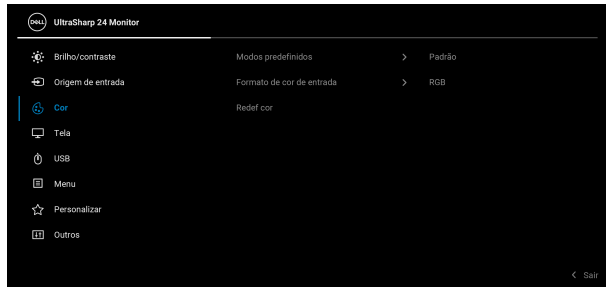 DELL UltraSharp 24 Monitor
Brilho/contraste Modos predefinidos Padrão
Origem de entrada Formato de cor de entrada RGB
Cor Redef cor
Tela
USB
Menu
Personalizar
Outros
Sair